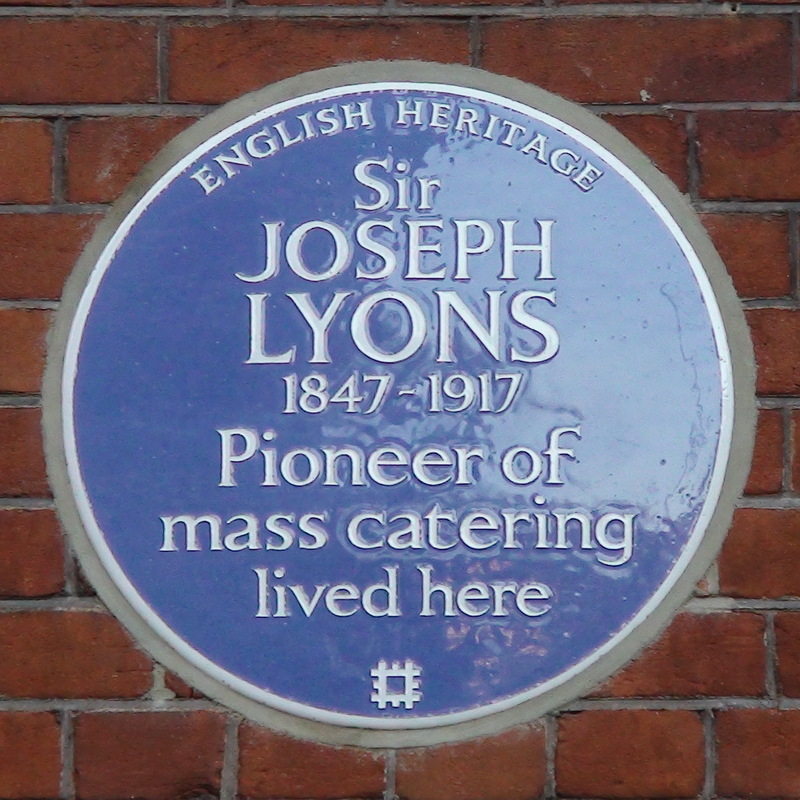 ENGLISH HERITAGE
Sir
JOSEPH
LYONS
1847-1917
Pioneer of
mass catering
lived here